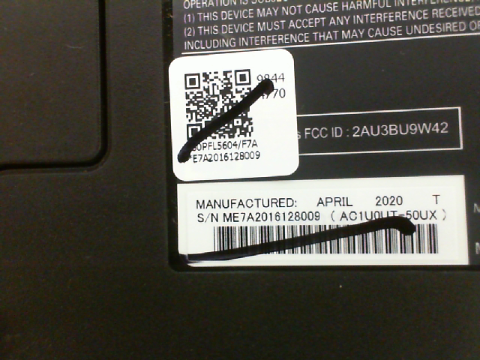 OPERATION IS SUBJECT
(1) THIS DEVICE MAY NOT CAUSE HARMFUL INTERFERENCE
(2) THIS DEVICE MUST ACCEPT ANY INTERFERENCE RECEIVED
INCLUDING INTERFERENCE THAT MAY CAUSE UNDESIRED
9844
770
0PFL5604/F7A
E7A2016128009
FCC ID : 2AU3BU9W42
MANUFACTURED: APRIL 2020 T
S/N ME7A2016128009 ( AC1U0UT-50UX )